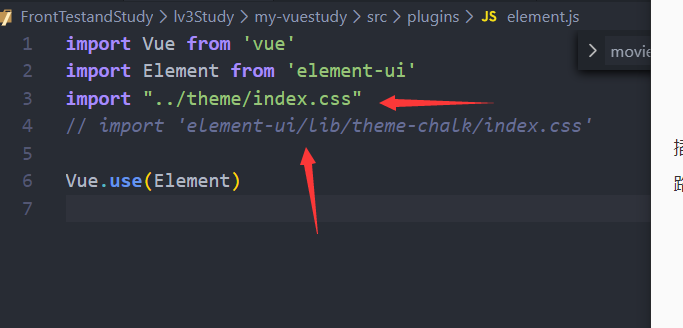 FrontTestandStudy > lv3Study > my-vuestudy > src > plugins > JS element.js
1 import Vue from 'vue'
2 import Element from 'element-ui'
3 import "../theme/index.css"
4 // import 'element-ui/lib/theme-chalk/index.css'
5
6 Vue.use(Element)
7
> movie